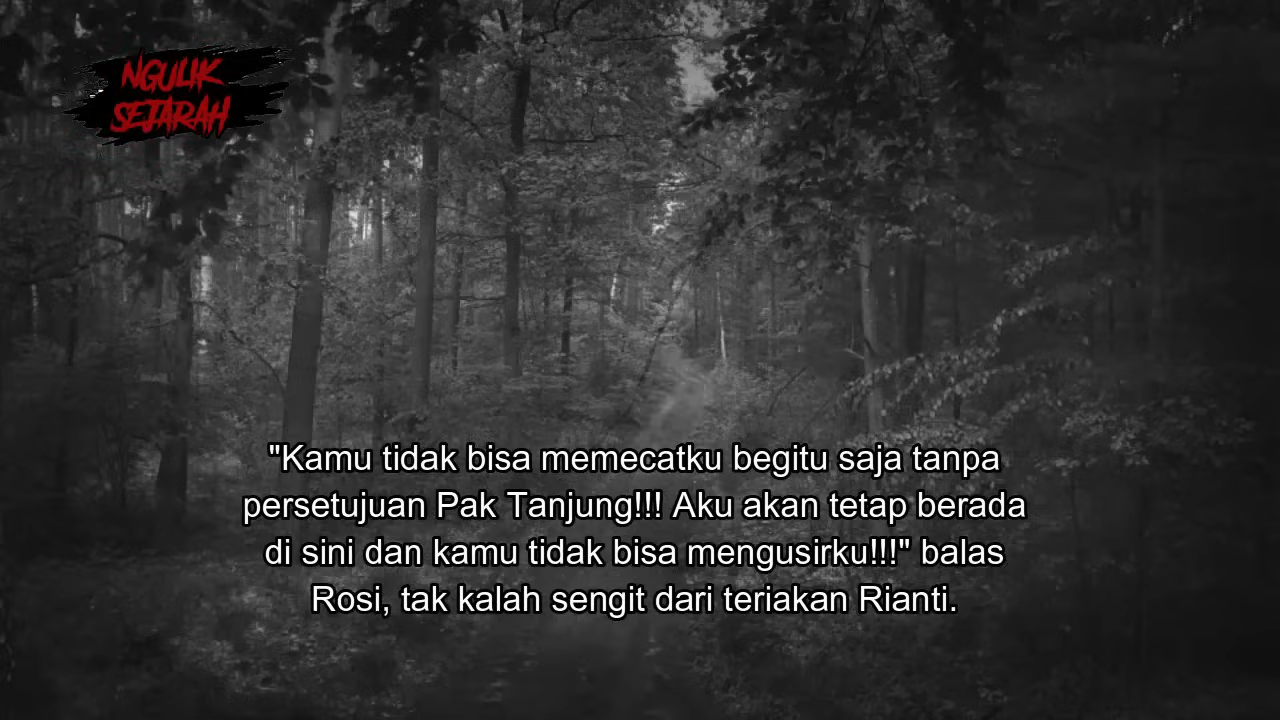 NGULIK
SEJARAH
"Kamu tidak bisa memecatku begitu saja tanpa
persetujuan Pak Tanjung!!! Aku akan tetap berada
di sini dan kamu tidak bisa mengusirku!!!" balas
Rosi, tak kalah sengit dari teriakan Rianti.